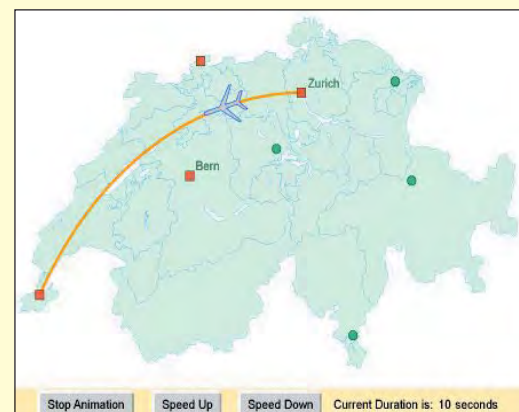 Zurich
Bern
Stop Animation Speed Up Speed Down Current Duration is: 10 seconds